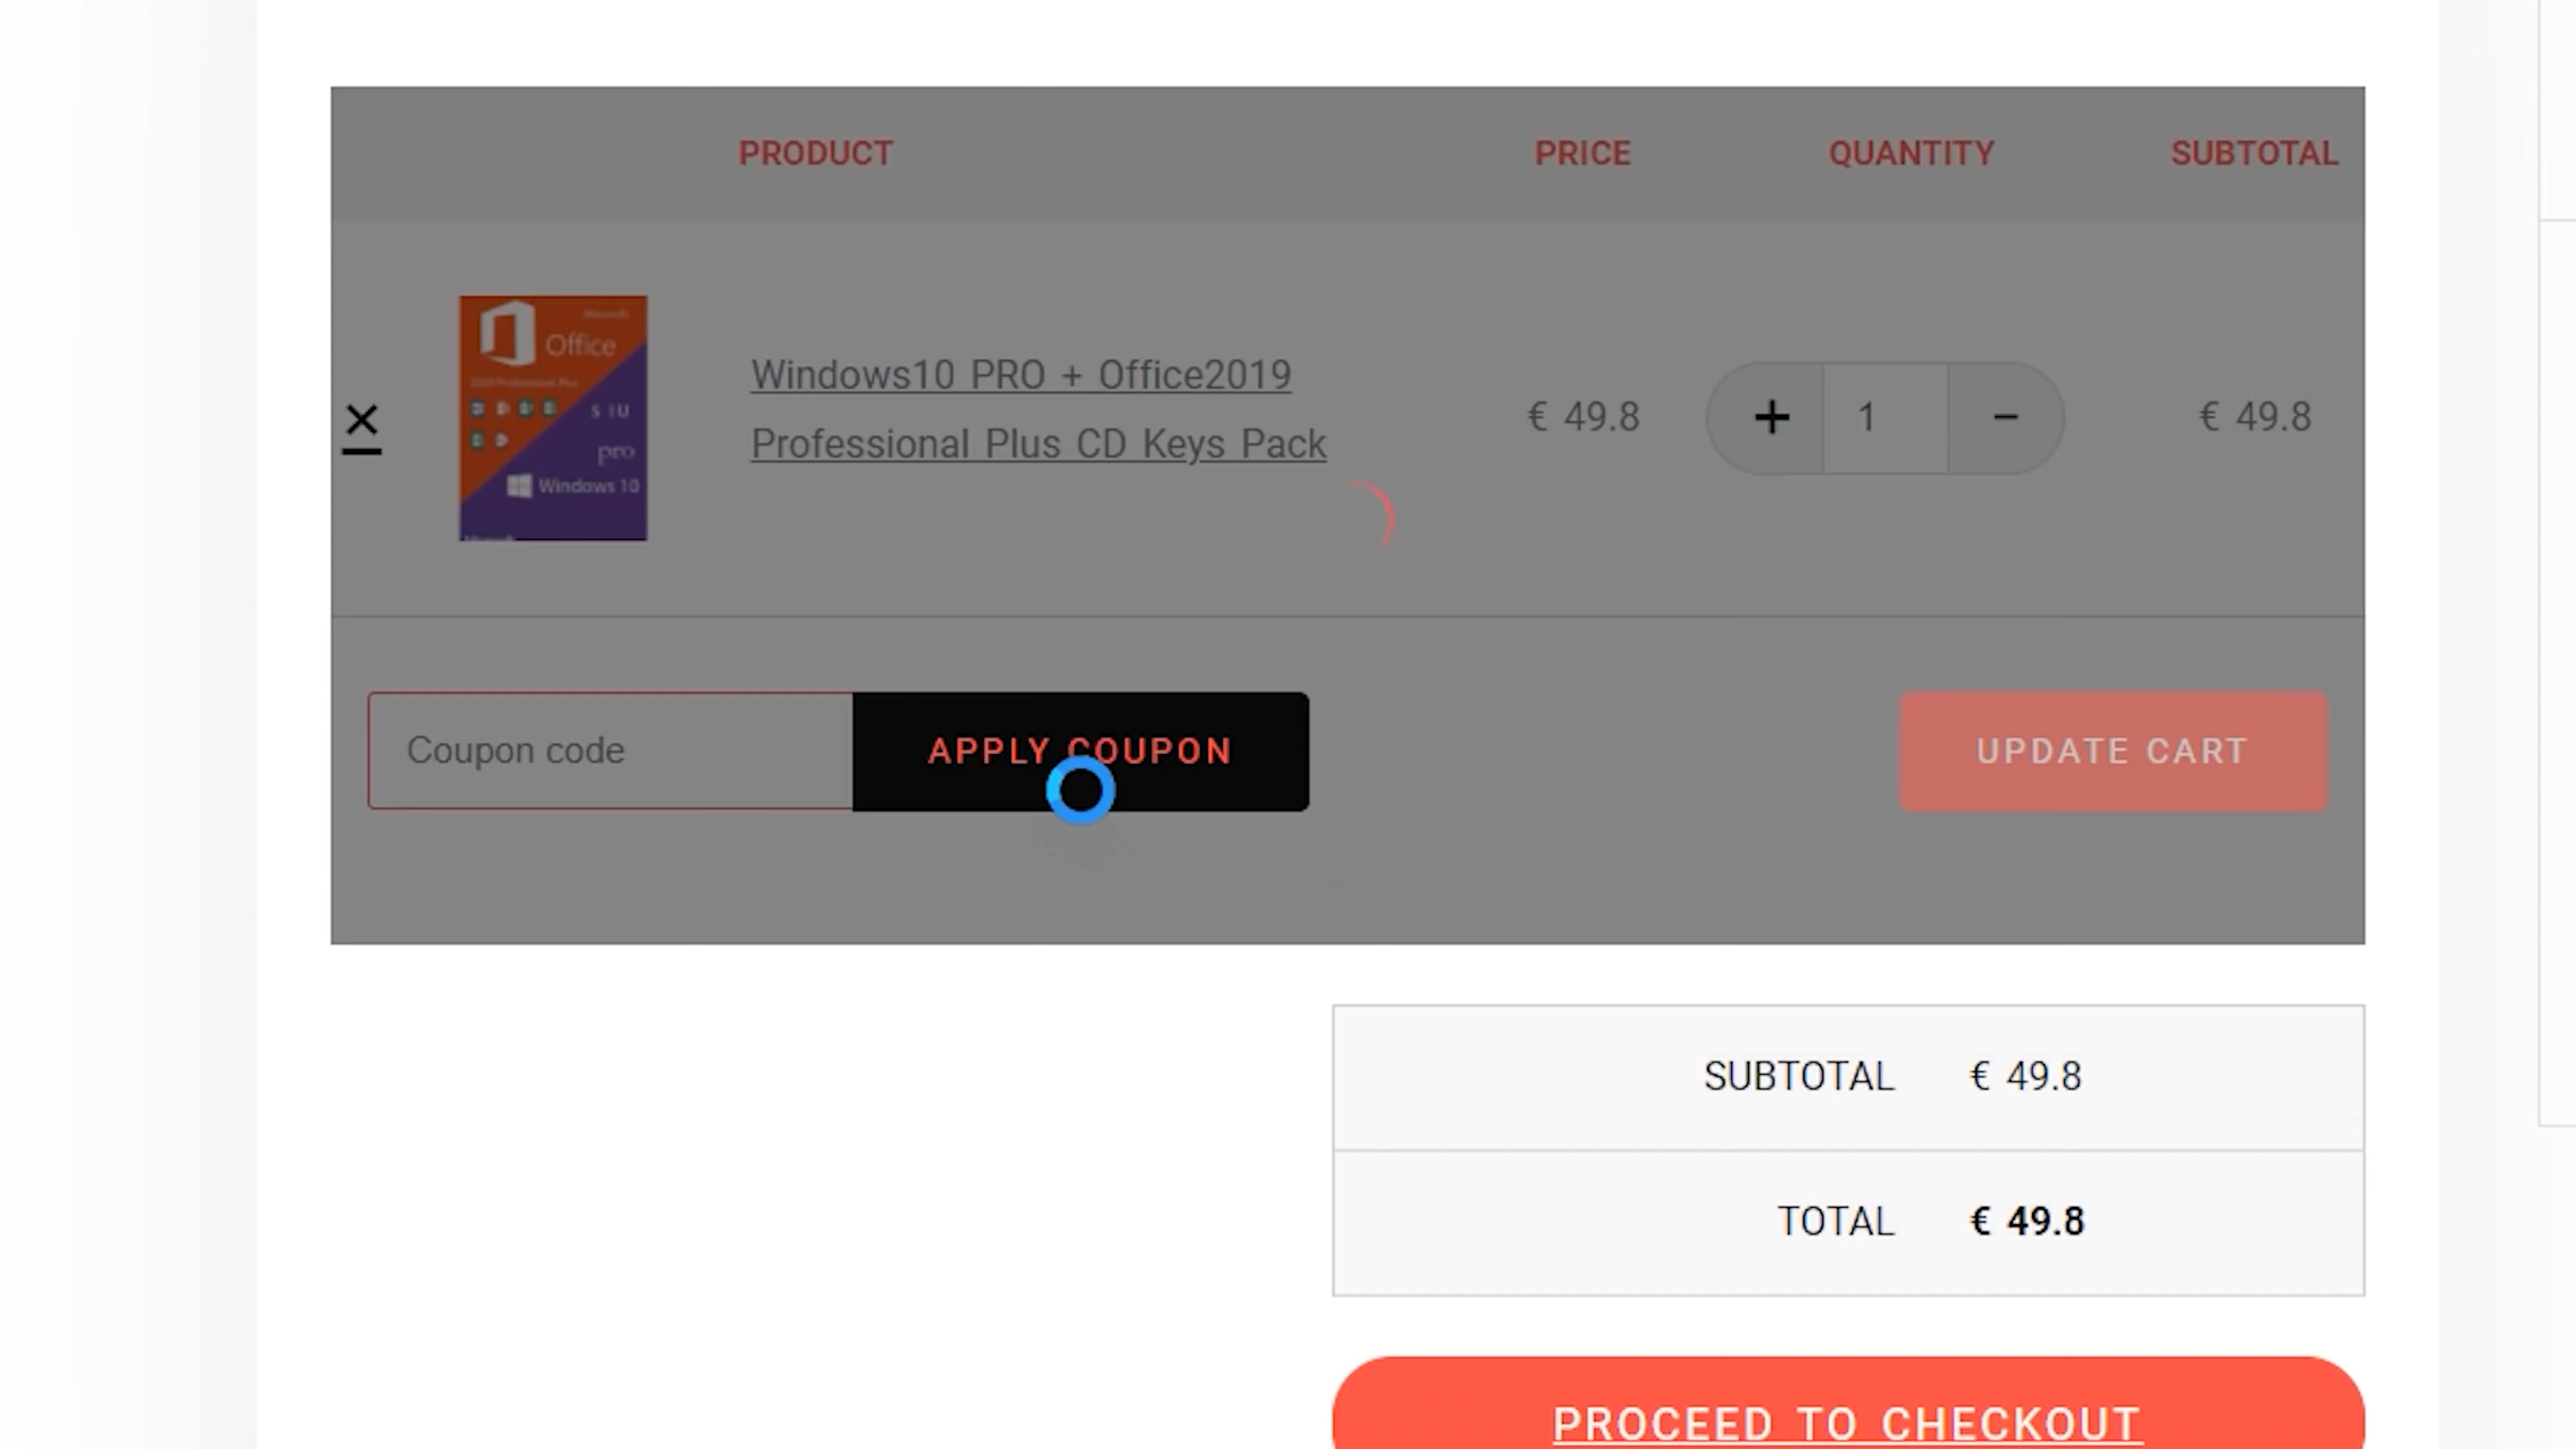 PRODUCT PRICE QUANTITY SUBTOTAL
Office
S IU
pro
Windows 10
×
Windows10 PRO + Office2019
Professional Plus CD Keys Pack
€ 49.8 + 1 − € 49.8
Coupon code APPLY COUPON UPDATE CART
SUBTOTAL € 49.8
TOTAL € 49.8
PROCEED TO CHECKOUT